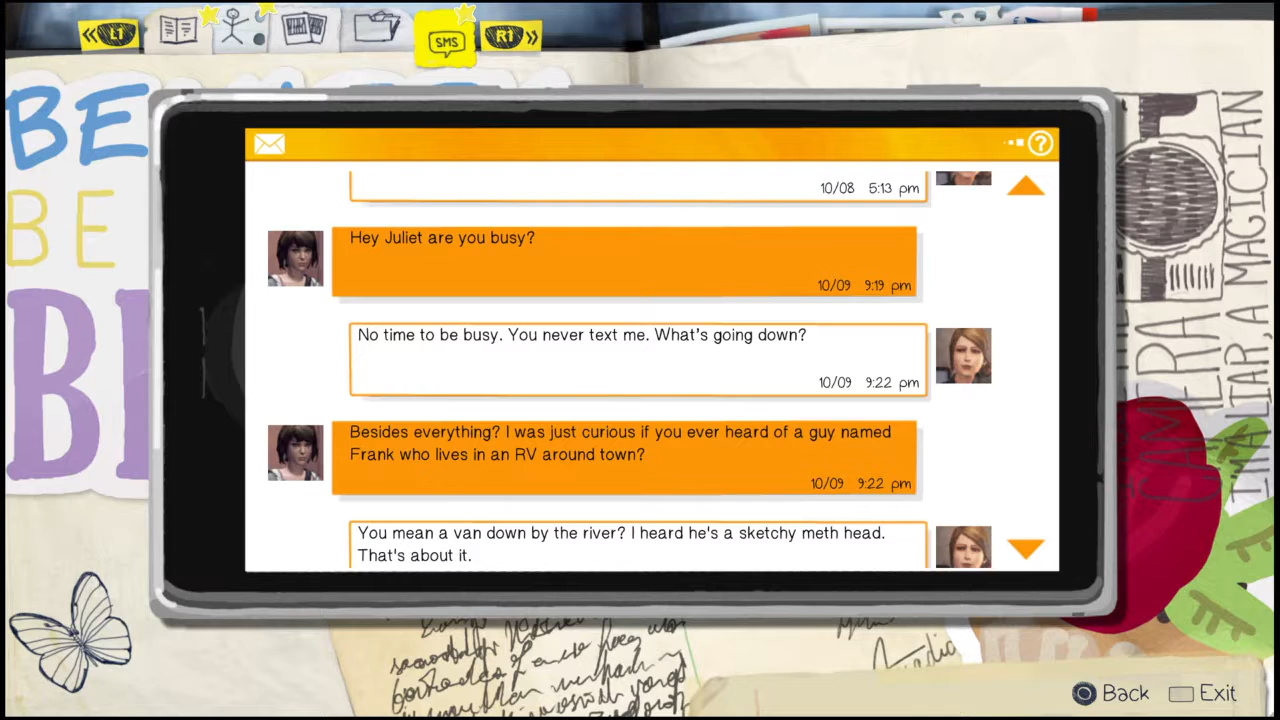 L1
SMS
R1
BE
BE
10/08 5:13 pm
?
Hey Juliet are you busy?
10/09 9:19 pm
No time to be busy. You never text me. What's going down?
10/09 9:22 pm
Besides everything? I was just curious if you ever heard of a guy named
Frank who lives in an RV around town?
10/09 9:22 pm
You mean a van down by the river? I heard he's a sketchy meth head.
That's about it.
LIAR, A MAGICIAN
Back
Exit